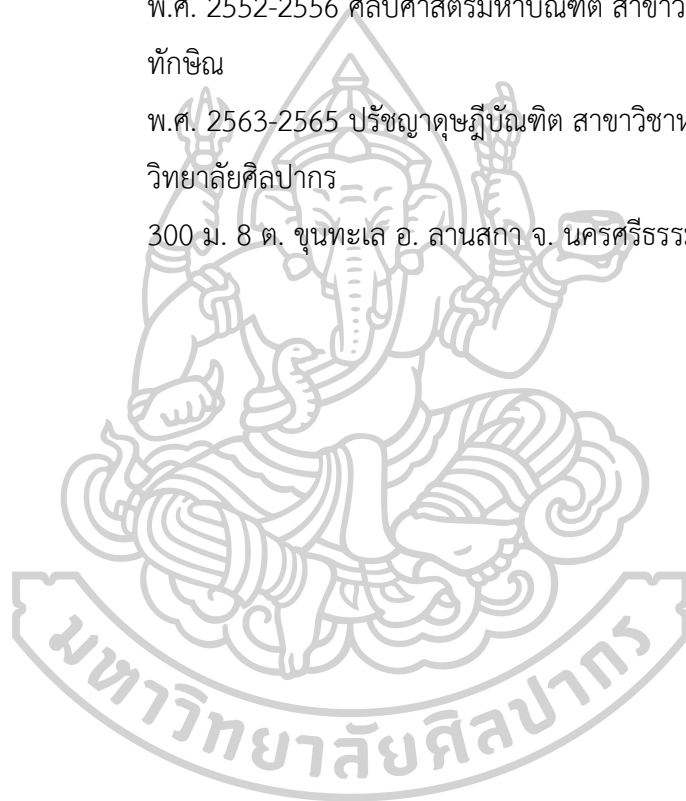 พ.ศ. 2552-2556 ศิลปศาสตรมหาบัณฑิต
ทักษิณ
พ.ศ. 2563-2565 ปรัชญาดุษฎีบัณฑิต
วิทยาลัยศิลปากร
300 ม. 8 ต. ขุนทะเล อ. ลานสกา จ.
มหาวิทยาลัยศิลปากร